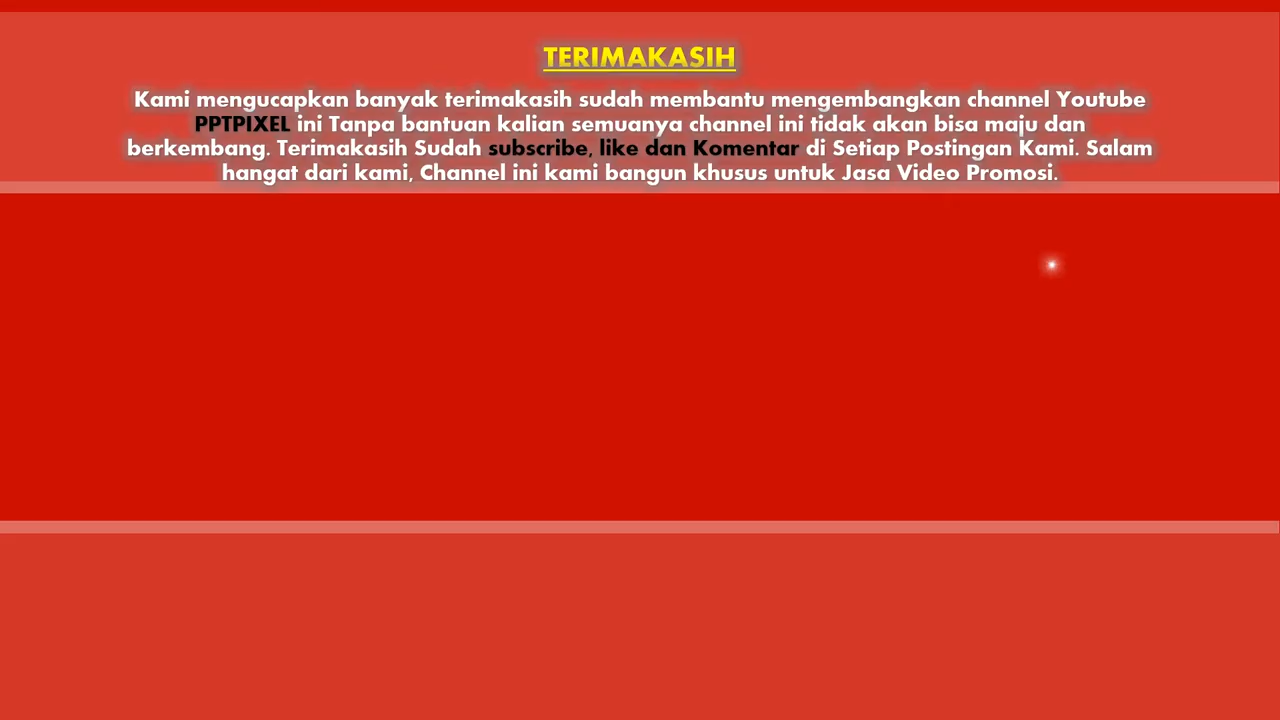 TERIMAKASIH
Kami mengucapkan banyak terimakasih sudah membantu mengembangkan channel Youtube
PPTPIXEL ini Tanpa bantuan kalian semuanya channel ini tidak akan bisa maju dan
berkembang. Terimakasih Sudah subscribe, like dan Komentar di Setiap Postingan Kami. Salam
hangat dari kami, Channel ini kami bangun khusus untuk Jasa Video Promosi.